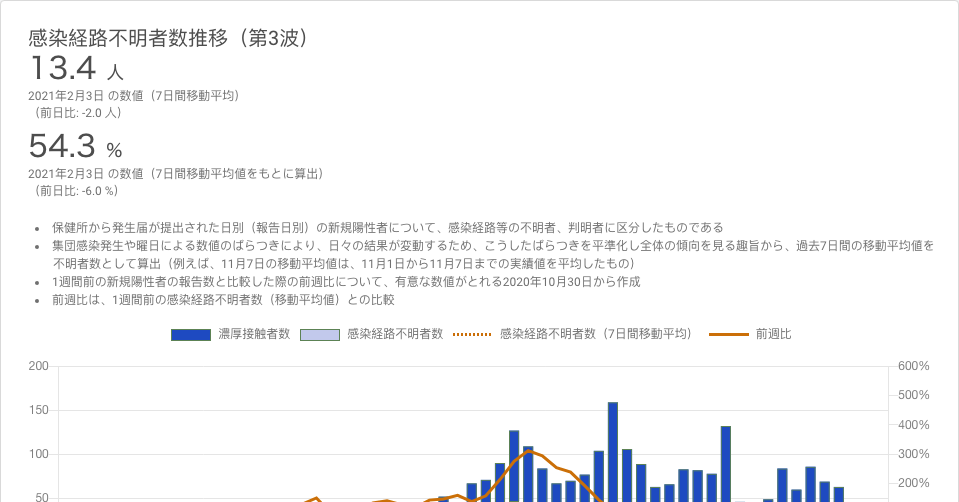 感染経路不明者数推移（第3波）
13.4 人
2021年2月3日 の数値（7日間移動平均）
（前日比: -2.0 人）
54.3 %
2021年2月3日 の数値（7日間移動平均値をもとに算出）
（前日比: -6.0 %）
• 保健所から発生届が提出された日別（報告日別）の新規陽性者について、感染経路等の不明者、判明者に区分したものである
• 集団感染発生や曜日による数値のばらつきにより、日々の結果が変動するため、こうしたばらつきを平準化し全体の傾向を見る趣旨から、過去7日間の移動平均値を
不明者数として算出（例えば、11月7日の移動平均値は、11月1日から11月7日までの実績値を平均したもの）
• 1週間前の新規陽性者の報告数と比較した際の前週比について、有意な数値がとれる2020年10月30日から作成
• 前週比は、1週間前の感染経路不明者数（移動平均値）との比較
濃厚接触者数 感染経路不明者数 感染経路不明者数（7日間移動平均） 前週比
200 600%
500%
150 400%
100 300%
200%
50